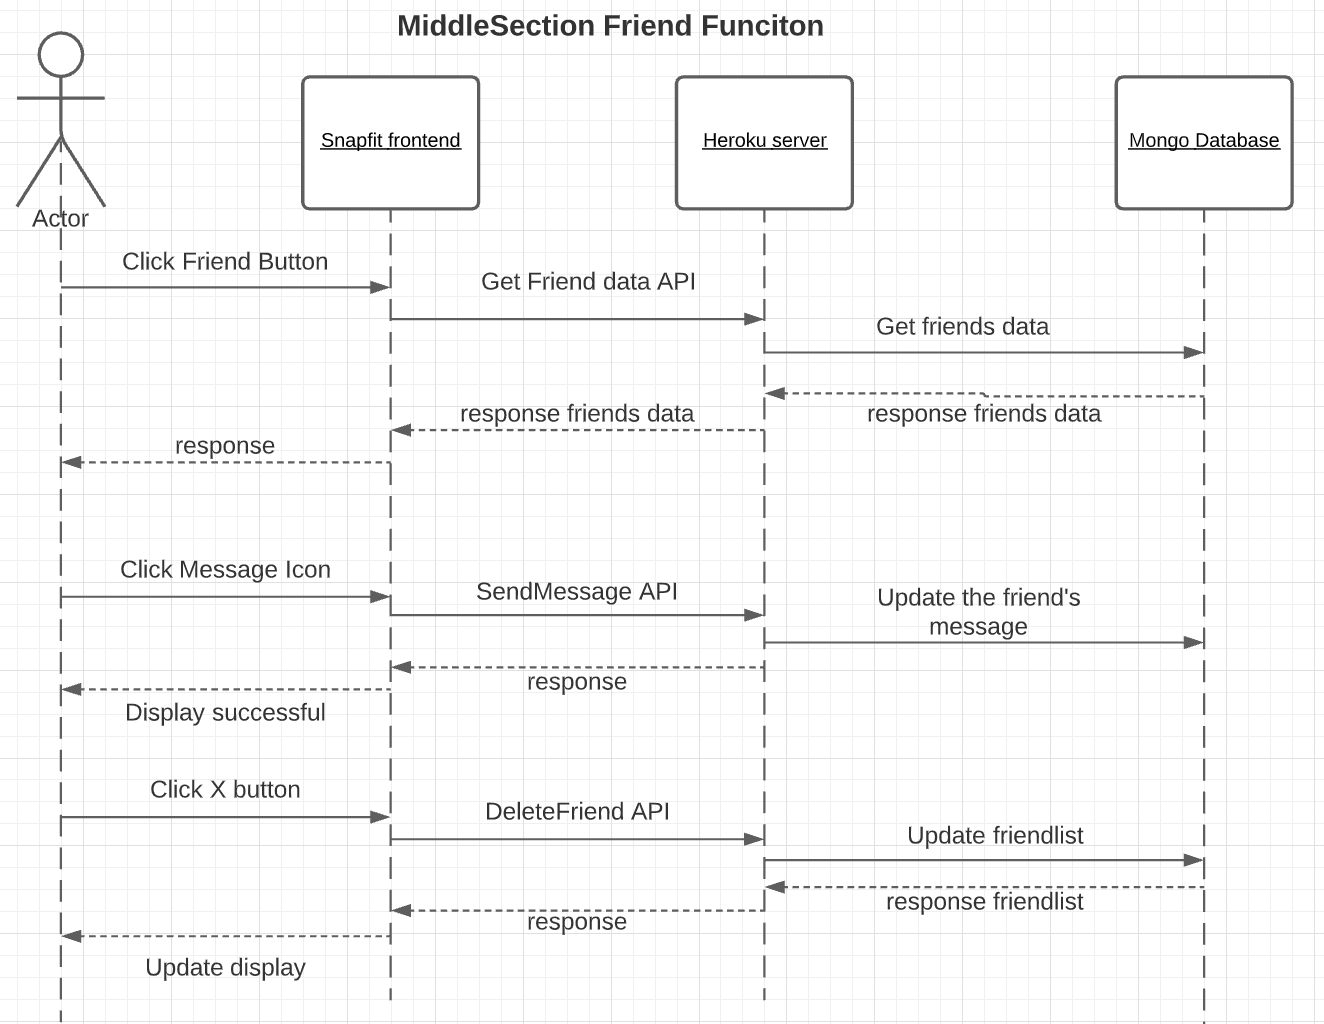 MiddleSection Friend Funciton
Snapfit frontend
Heroku server
Mongo Database
Actor
Click Friend Button
Get Friend data API
Get friends data
response friends data
response friends data
response
Click Message Icon
SendMessage API
Update the friend's
message
response
Display successful
Click X button
DeleteFriend API
Update friendlist
response friendlist
response
Update display